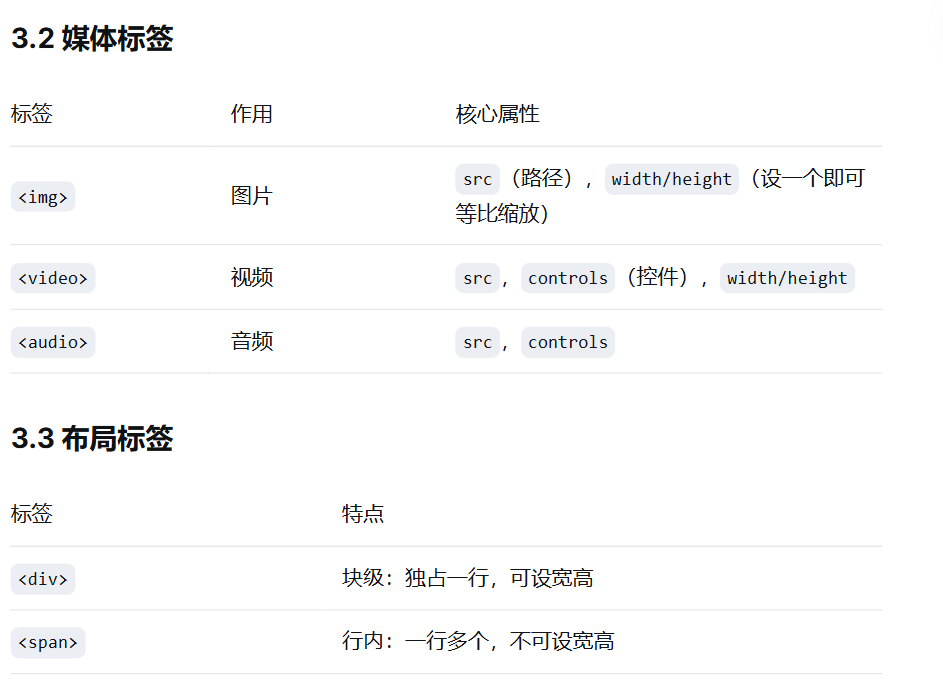 3.2 媒体标签
标签 作用 核心属性
<img> 图片 src（路径）, width/height（设一个即可
等比缩放）
<video> 视频 src, controls（控件）, width/height
<audio> 音频 src, controls
3.3 布局标签
标签 特点
<div> 块级：独占一行，可设宽高
<span> 行内：一行多个，不可设宽高